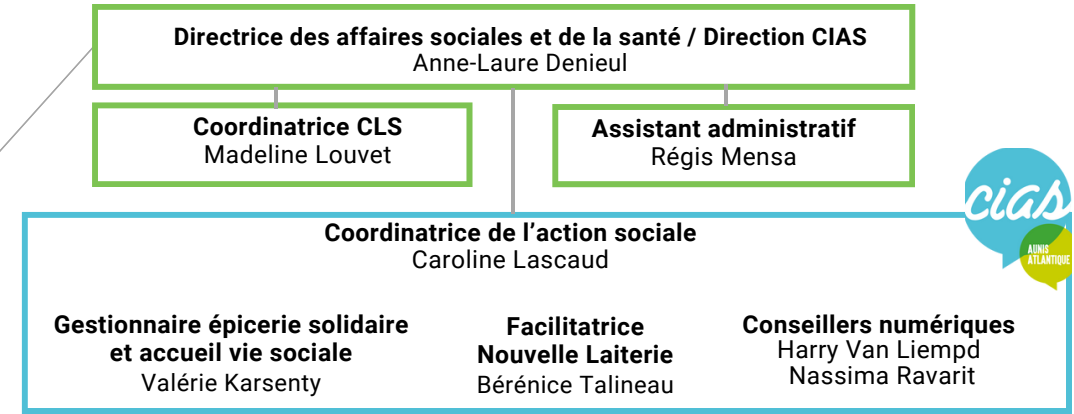 Directrice des affaires sociales et de la santé / Direction CIAS
Anne-Laure Denieul
Coordinatrice CLS
Madeline Louvet
Assistant administratif
Régis Mensa
cias
AUNIS
ATLANTIQUE
Coordinatrice de l’action sociale
Caroline Lascaud
Gestionnaire épicerie solidaire
et accueil vie sociale
Valérie Karsenty
Facilitatrice
Nouvelle Laiterie
Bérénice Talineau
Conseillers numériques
Harry Van Liempd
Nassima Ravarit